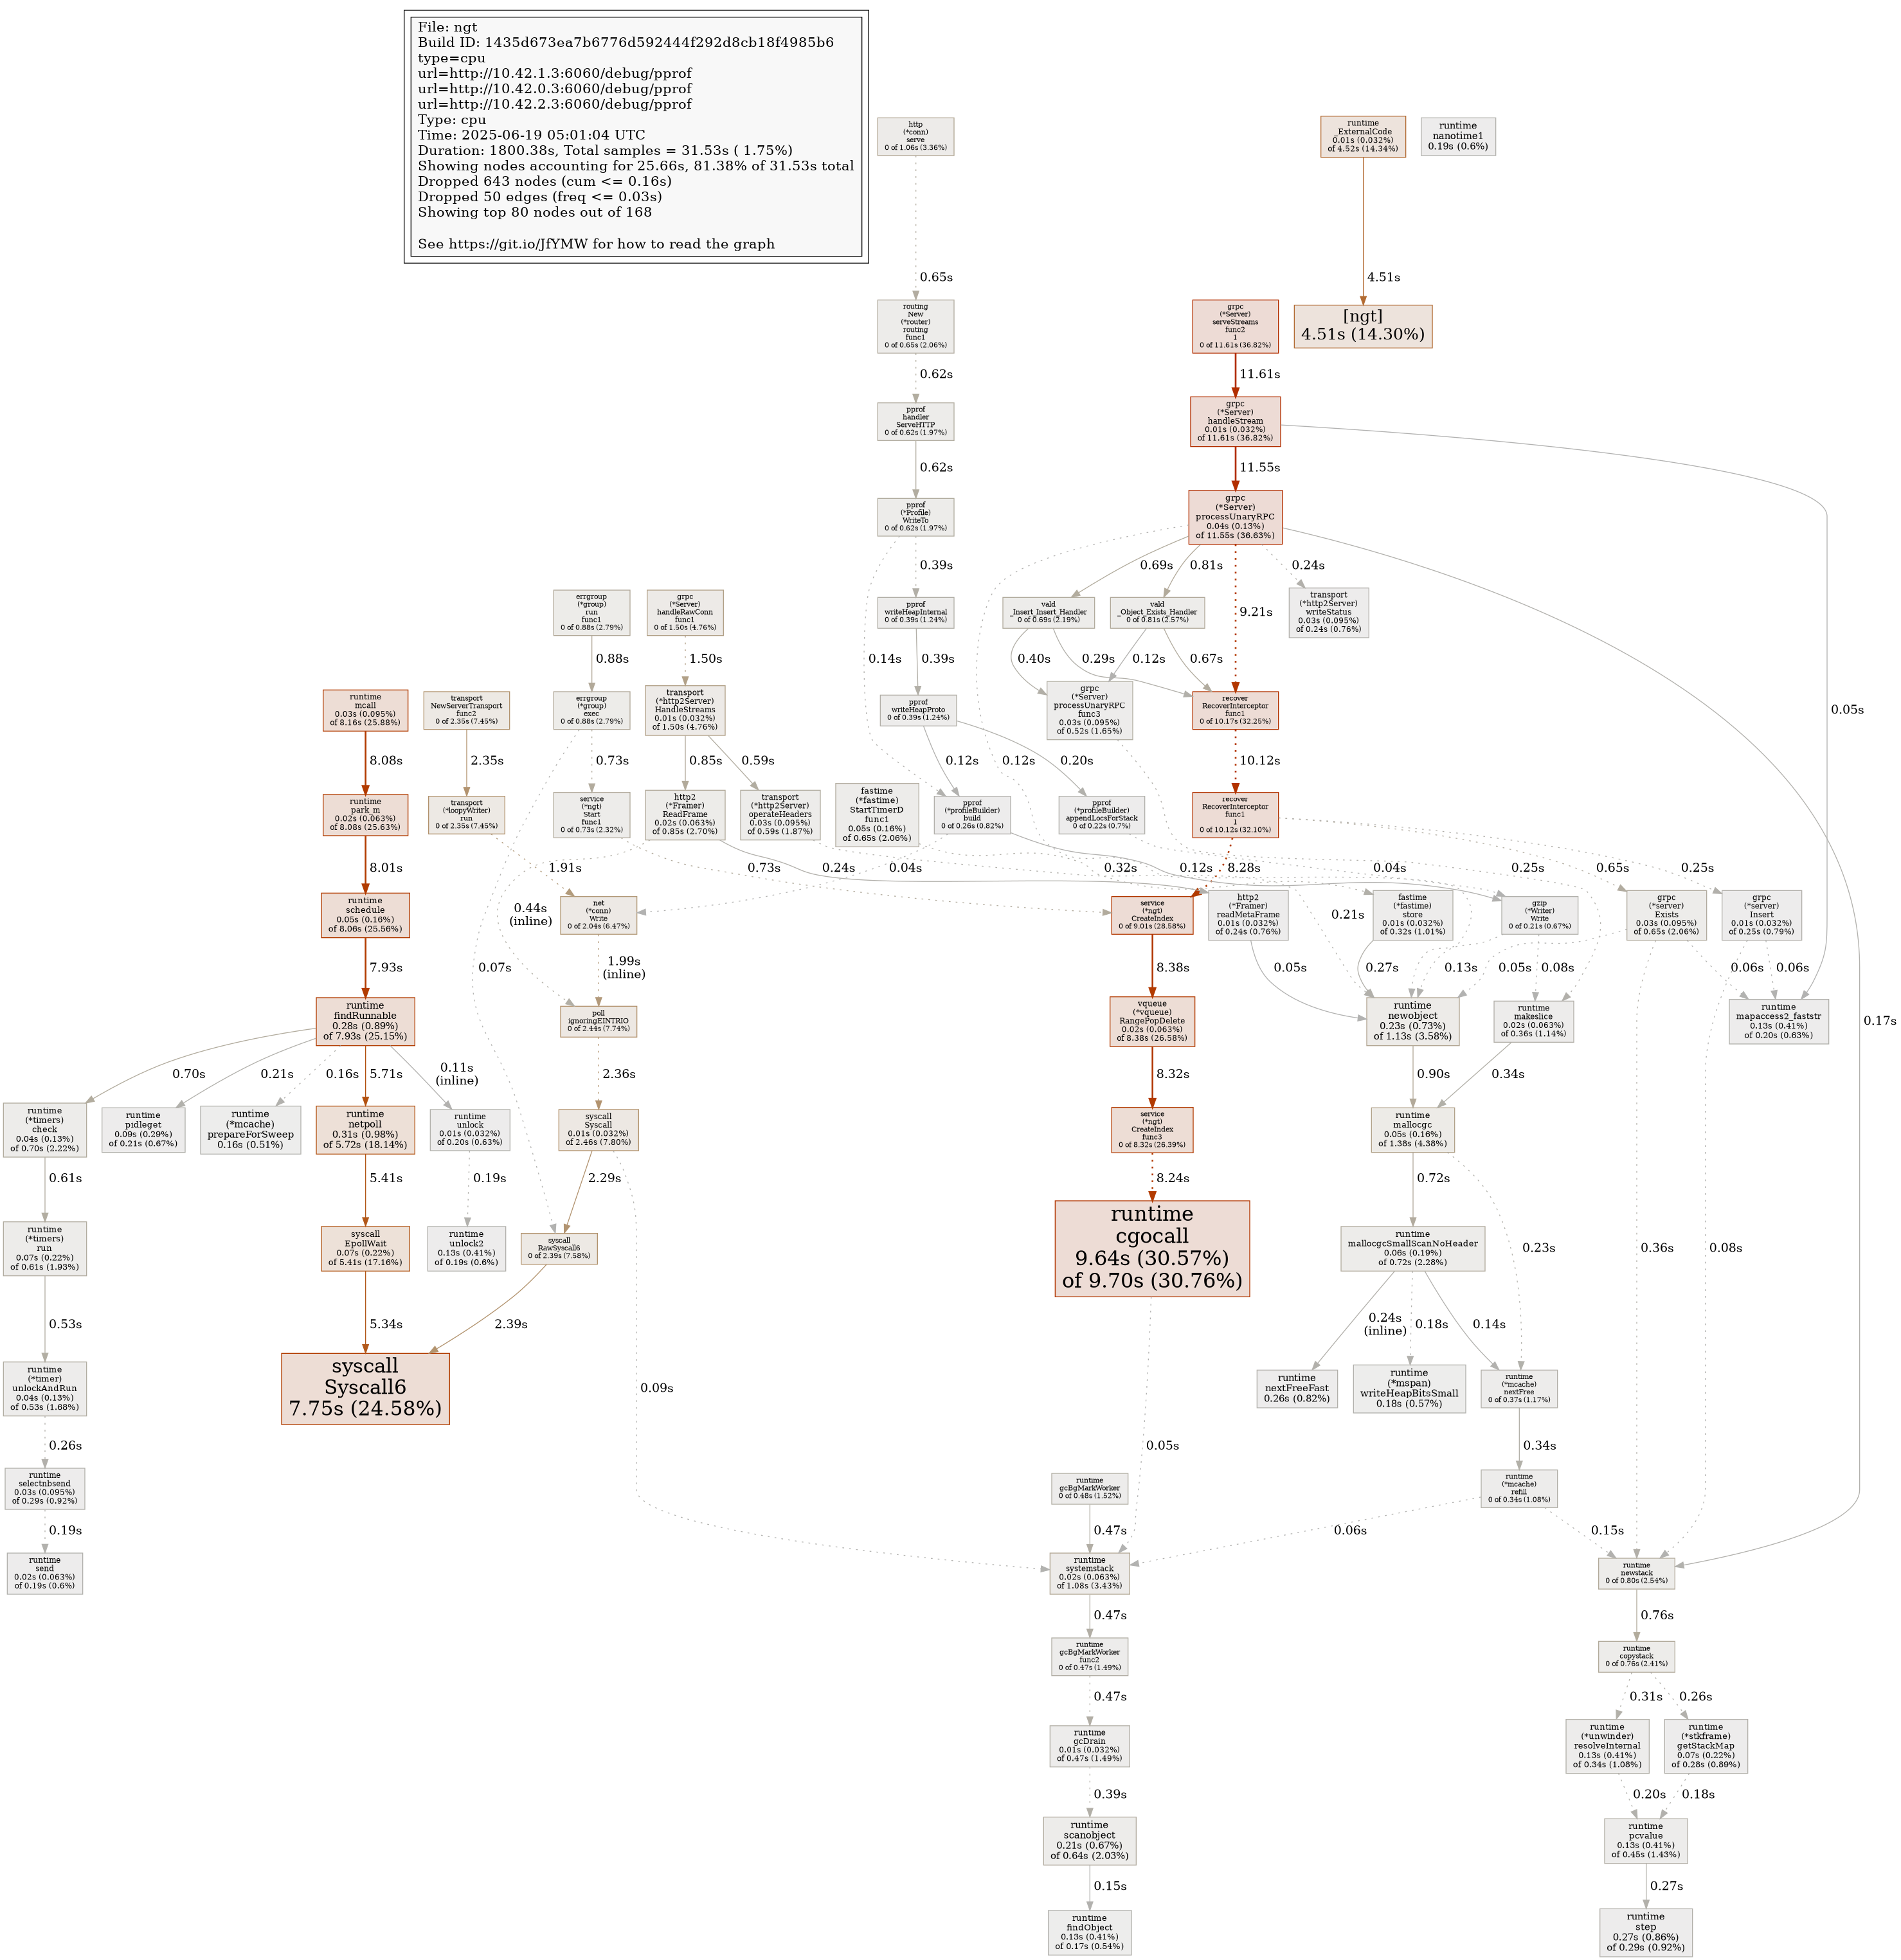 File: ngt
Build ID: 1435d673ea7b6776d592444f292d8cb18f4985b6
type=cpu
url=http://10.42.1.3:6060/debug/pprof
url=http://10.42.0.3:6060/debug/pprof
url=http://10.42.2.3:6060/debug/pprof
Type: cpu
Time: 2025-06-19 05:01:04 UTC
Duration: 1800.38s, Total samples = 31.53s ( 1.75%)
Showing nodes accounting for 25.66s, 81.38% of 31.53s total
Dropped 643 nodes (cum <= 0.16s)
Dropped 50 edges (freq <= 0.03s)
Showing top 80 nodes out of 168
See https://git.io/JfYMW for how to read the graph
http
(*conn)
serve
0 of 1.06s (3.36%)
runtime
_ExternalCode
0.01s (0.032%)
of 4.52s (14.34%)
runtime
nanotime1
0.19s (0.6%)
0.65s
4.51s
routing
New
(*router)
routing
func1
0 of 0.65s (2.06%)
grpc
(*Server)
serveStreams
func2
1
0 of 11.61s (36.82%)
[ngt]
4.51s (14.30%)
0.62s
11.61s
pprof
handler
ServeHTTP
0 of 0.62s (1.97%)
grpc
(*Server)
handleStream
0.01s (0.032%)
of 11.61s (36.82%)
0.62s
11.55s
pprof
(*Profile)
WriteTo
0 of 0.62s (1.97%)
grpc
(*Server)
processUnaryRPC
0.04s (0.13%)
of 11.55s (36.63%)
0.39s
0.69s
0.81s
0.24s
9.21s
errgroup
(*group)
run
func1
0 of 0.88s (2.79%)
grpc
(*Server)
handleRawConn
func1
0 of 1.50s (4.76%)
pprof
writeHeapInternal
0 of 0.39s (1.24%)
vald
_Insert_Insert_Handler
0 of 0.69s (2.19%)
vald
_Object_Exists_Handler
0 of 0.81s (2.57%)
transport
(*http2Server)
writeStatus
0.03s (0.095%)
of 0.24s (0.76%)
0.88s
1.50s
0.14s
0.39s
0.40s
0.29s
0.12s
0.67s
0.05s
runtime
mcall
0.03s (0.095%)
of 8.16s (25.88%)
transport
NewServerTransport
func2
0 of 2.35s (7.45%)
errgroup
(*group)
exec
0 of 0.88s (2.79%)
transport
(*http2Server)
HandleStreams
0.01s (0.032%)
of 1.50s (4.76%)
pprof
writeHeapProto
0 of 0.39s (1.24%)
grpc
(*Server)
processUnaryRPC
func3
0.03s (0.095%)
of 0.52s (1.65%)
recover
RecoverInterceptor
func1
0 of 10.17s (32.25%)
8.08s
2.35s
0.73s
0.85s
0.59s
0.12s
0.20s
0.12s
10.12s
runtime
park_m
0.02s (0.063%)
of 8.08s (25.63%)
transport
(*loopyWriter)
run
0 of 2.35s (7.45%)
service
(*ngt)
Start
func1
0 of 0.73s (2.32%)
http2
(*Framer)
ReadFrame
0.02s (0.063%)
of 0.85s (2.70%)
transport
(*http2Server)
operateHeaders
0.03s (0.095%)
of 0.59s (1.87%)
fastime
(*fastime)
StartTimerD
func1
0.05s (0.16%)
of 0.65s (2.06%)
pprof
(*profileBuilder)
build
0 of 0.26s (0.82%)
pprof
(*profileBuilder)
appendLocsForStack
0 of 0.22s (0.7%)
recover
RecoverInterceptor
func1
1
0 of 10.12s (32.10%)
8.01s
1.91s
0.73s
0.24s
0.04s
0.32s
0.12s
8.28s
0.04s
0.25s
0.65s
0.25s
runtime
schedule
0.05s (0.16%)
of 8.06s (25.56%)
net
(*conn)
Write
0 of 2.04s (6.47%)
service
(*ngt)
CreateIndex
0 of 9.01s (28.58%)
http2
(*Framer)
readMetaFrame
0.01s (0.032%)
of 0.24s (0.76%)
fastime
(*fastime)
store
0.01s (0.032%)
of 0.32s (1.01%)
gzip
(*Writer)
Write
0 of 0.21s (0.67%)
grpc
(*server)
Exists
0.03s (0.095%)
of 0.65s (2.06%)
grpc
(*server)
Insert
0.01s (0.032%)
of 0.25s (0.79%)
0.44s
(inline)
0.21s
7.93s
0.07s
1.99s
(inline)
8.38s
0.05s
0.27s
0.13s
0.08s
0.05s
0.06s
0.06s
runtime
findRunnable
0.28s (0.89%)
of 7.93s (25.15%)
poll
ignoringEINTRIO
0 of 2.44s (7.74%)
vqueue
(*vqueue)
RangePopDelete
0.02s (0.063%)
of 8.38s (26.58%)
runtime
newobject
0.23s (0.73%)
of 1.13s (3.58%)
runtime
makeslice
0.02s (0.063%)
of 0.36s (1.14%)
runtime
mapaccess2_faststr
0.13s (0.41%)
of 0.20s (0.63%)
0.17s
0.70s
0.21s
0.16s
5.71s
0.11s
(inline)
2.36s
8.32s
0.90s
0.34s
runtime
(*timers)
check
0.04s (0.13%)
of 0.70s (2.22%)
runtime
pidleget
0.09s (0.29%)
of 0.21s (0.67%)
runtime
(*mcache)
prepareForSweep
0.16s (0.51%)
runtime
netpoll
0.31s (0.98%)
of 5.72s (18.14%)
runtime
unlock
0.01s (0.032%)
of 0.20s (0.63%)
syscall
Syscall
0.01s (0.032%)
of 2.46s (7.80%)
service
(*ngt)
CreateIndex
func3
0 of 8.32s (26.39%)
runtime
mallocgc
0.05s (0.16%)
of 1.38s (4.38%)
0.61s
5.41s
0.19s
2.29s
8.24s
0.72s
runtime
(*timers)
run
0.07s (0.22%)
of 0.61s (1.93%)
syscall
EpollWait
0.07s (0.22%)
of 5.41s (17.16%)
runtime
unlock2
0.13s (0.41%)
of 0.19s (0.6%)
syscall
RawSyscall6
0 of 2.39s (7.58%)
runtime
cgocall
9.64s (30.57%)
of 9.70s (30.76%)
runtime
mallocgcSmallScanNoHeader
0.06s (0.19%)
of 0.72s (2.28%)
0.23s
0.36s
0.08s
0.53s
5.34s
2.39s
0.24s
(inline)
0.18s
0.14s
runtime
(*timer)
unlockAndRun
0.04s (0.13%)
of 0.53s (1.68%)
syscall
Syscall6
7.75s (24.58%)
0.09s
runtime
nextFreeFast
0.26s (0.82%)
runtime
(*mspan)
writeHeapBitsSmall
0.18s (0.57%)
runtime
(*mcache)
nextFree
0 of 0.37s (1.17%)
0.26s
0.05s
0.34s
runtime
selectnbsend
0.03s (0.095%)
of 0.29s (0.92%)
runtime
gcBgMarkWorker
0 of 0.48s (1.52%)
runtime
(*mcache)
refill
0 of 0.34s (1.08%)
0.19s
0.47s
0.06s
0.15s
runtime
send
0.02s (0.063%)
of 0.19s (0.6%)
runtime
systemstack
0.02s (0.063%)
of 1.08s (3.43%)
runtime
newstack
0 of 0.80s (2.54%)
0.47s
0.76s
runtime
gcBgMarkWorker
func2
0 of 0.47s (1.49%)
runtime
copystack
0 of 0.76s (2.41%)
0.47s
0.31s
0.26s
runtime
gcDrain
0.01s (0.032%)
of 0.47s (1.49%)
runtime
(*unwinder)
resolveInternal
0.13s (0.41%)
of 0.34s (1.08%)
runtime
(*stkframe)
getStackMap
0.07s (0.22%)
of 0.28s (0.89%)
0.39s
0.20s
0.18s
runtime
scanobject
0.21s (0.67%)
of 0.64s (2.03%)
runtime
pcvalue
0.13s (0.41%)
of 0.45s (1.43%)
0.15s
0.27s
runtime
findObject
0.13s (0.41%)
of 0.17s (0.54%)
runtime
step
0.27s (0.86%)
of 0.29s (0.92%)